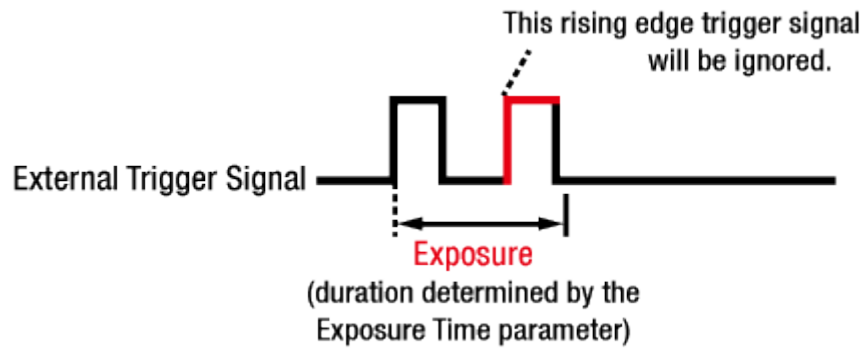 This rising edge trigger signal
will be ignored.
External Trigger Signal
Exposure
(duration determined by the
Exposure Time parameter)